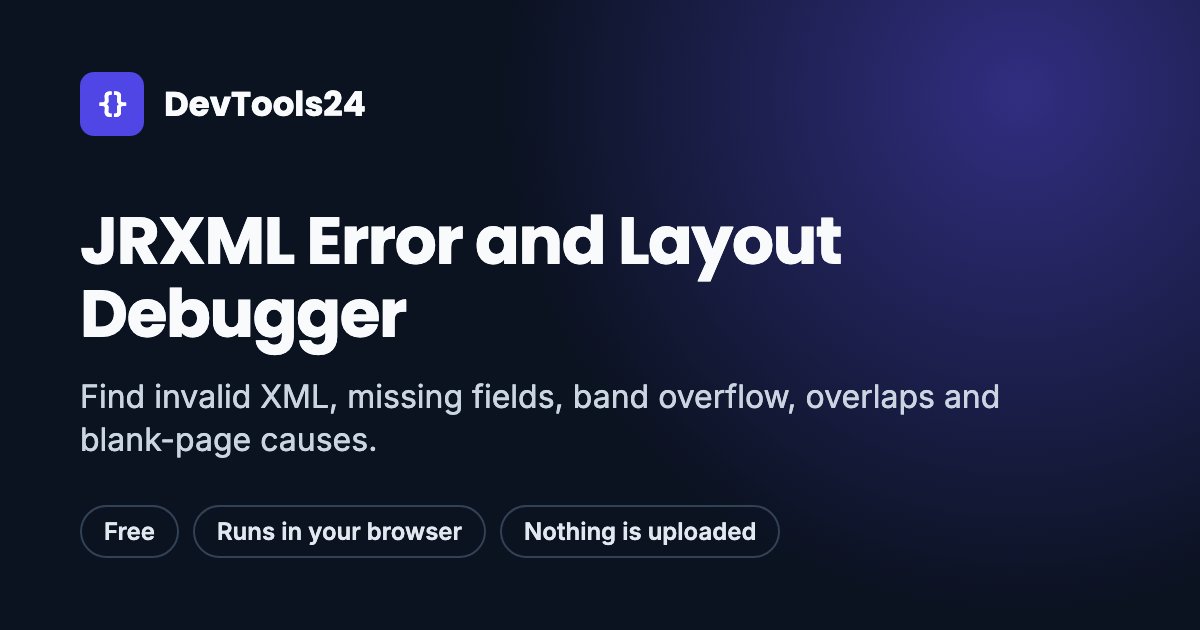 {}
DevTools24
JRXML Error and Layout
Debugger
Find invalid XML, missing fields, band overflow, overlaps and
blank-page causes.
Free
Runs in your browser
Nothing is uploaded